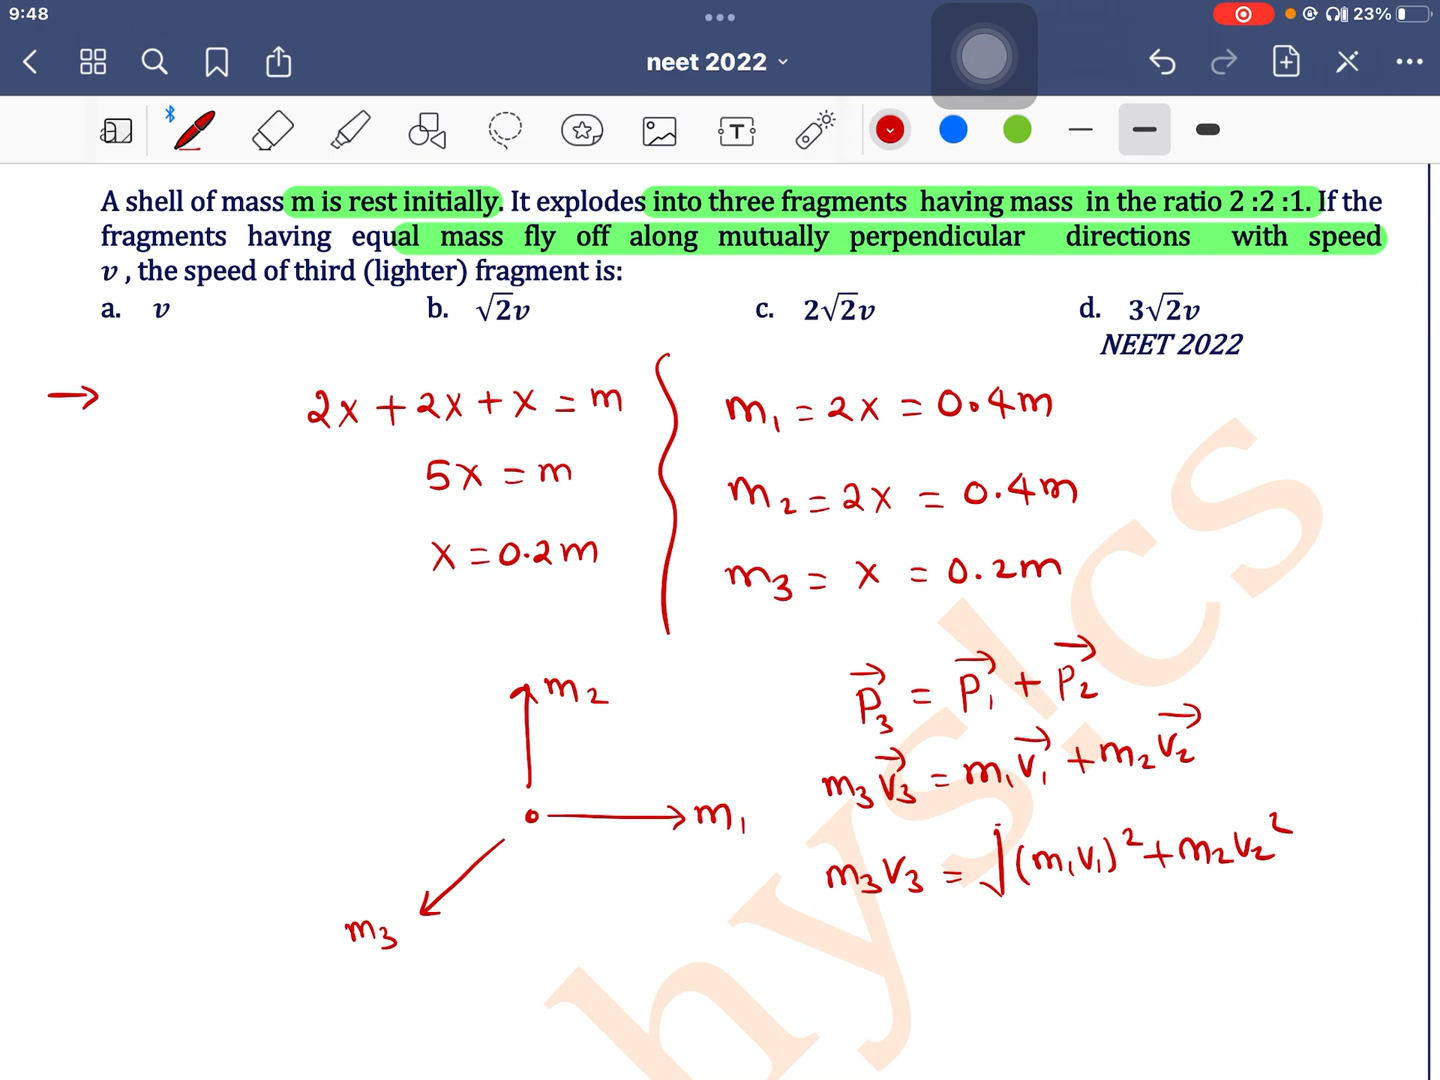 9:48
23%
neet 2022
A shell of mass m is rest initially. It explodes into three fragments having mass in the ratio 2 :2 :1. If the
fragments having equal mass fly off along mutually perpendicular directions with speed
v , the speed of third (lighter) fragment is:
a. v b. √2v c. 2√2v d. 3√2v
NEET 2022
→ 2x + 2x + x = m
5x = m
x = 0.2m
m₁ = 2x = 0.4m
m₂ = 2x = 0.4m
m₃ = x = 0.2m
m₂
m₁
m₃
P⃗₃ = P⃗₁ + P⃗₂
m₃V⃗₃ = m₁V⃗₁ + m₂V⃗₂
m₃V₃ = √(m₁V₁)² + m₂V₂²
hys!cs